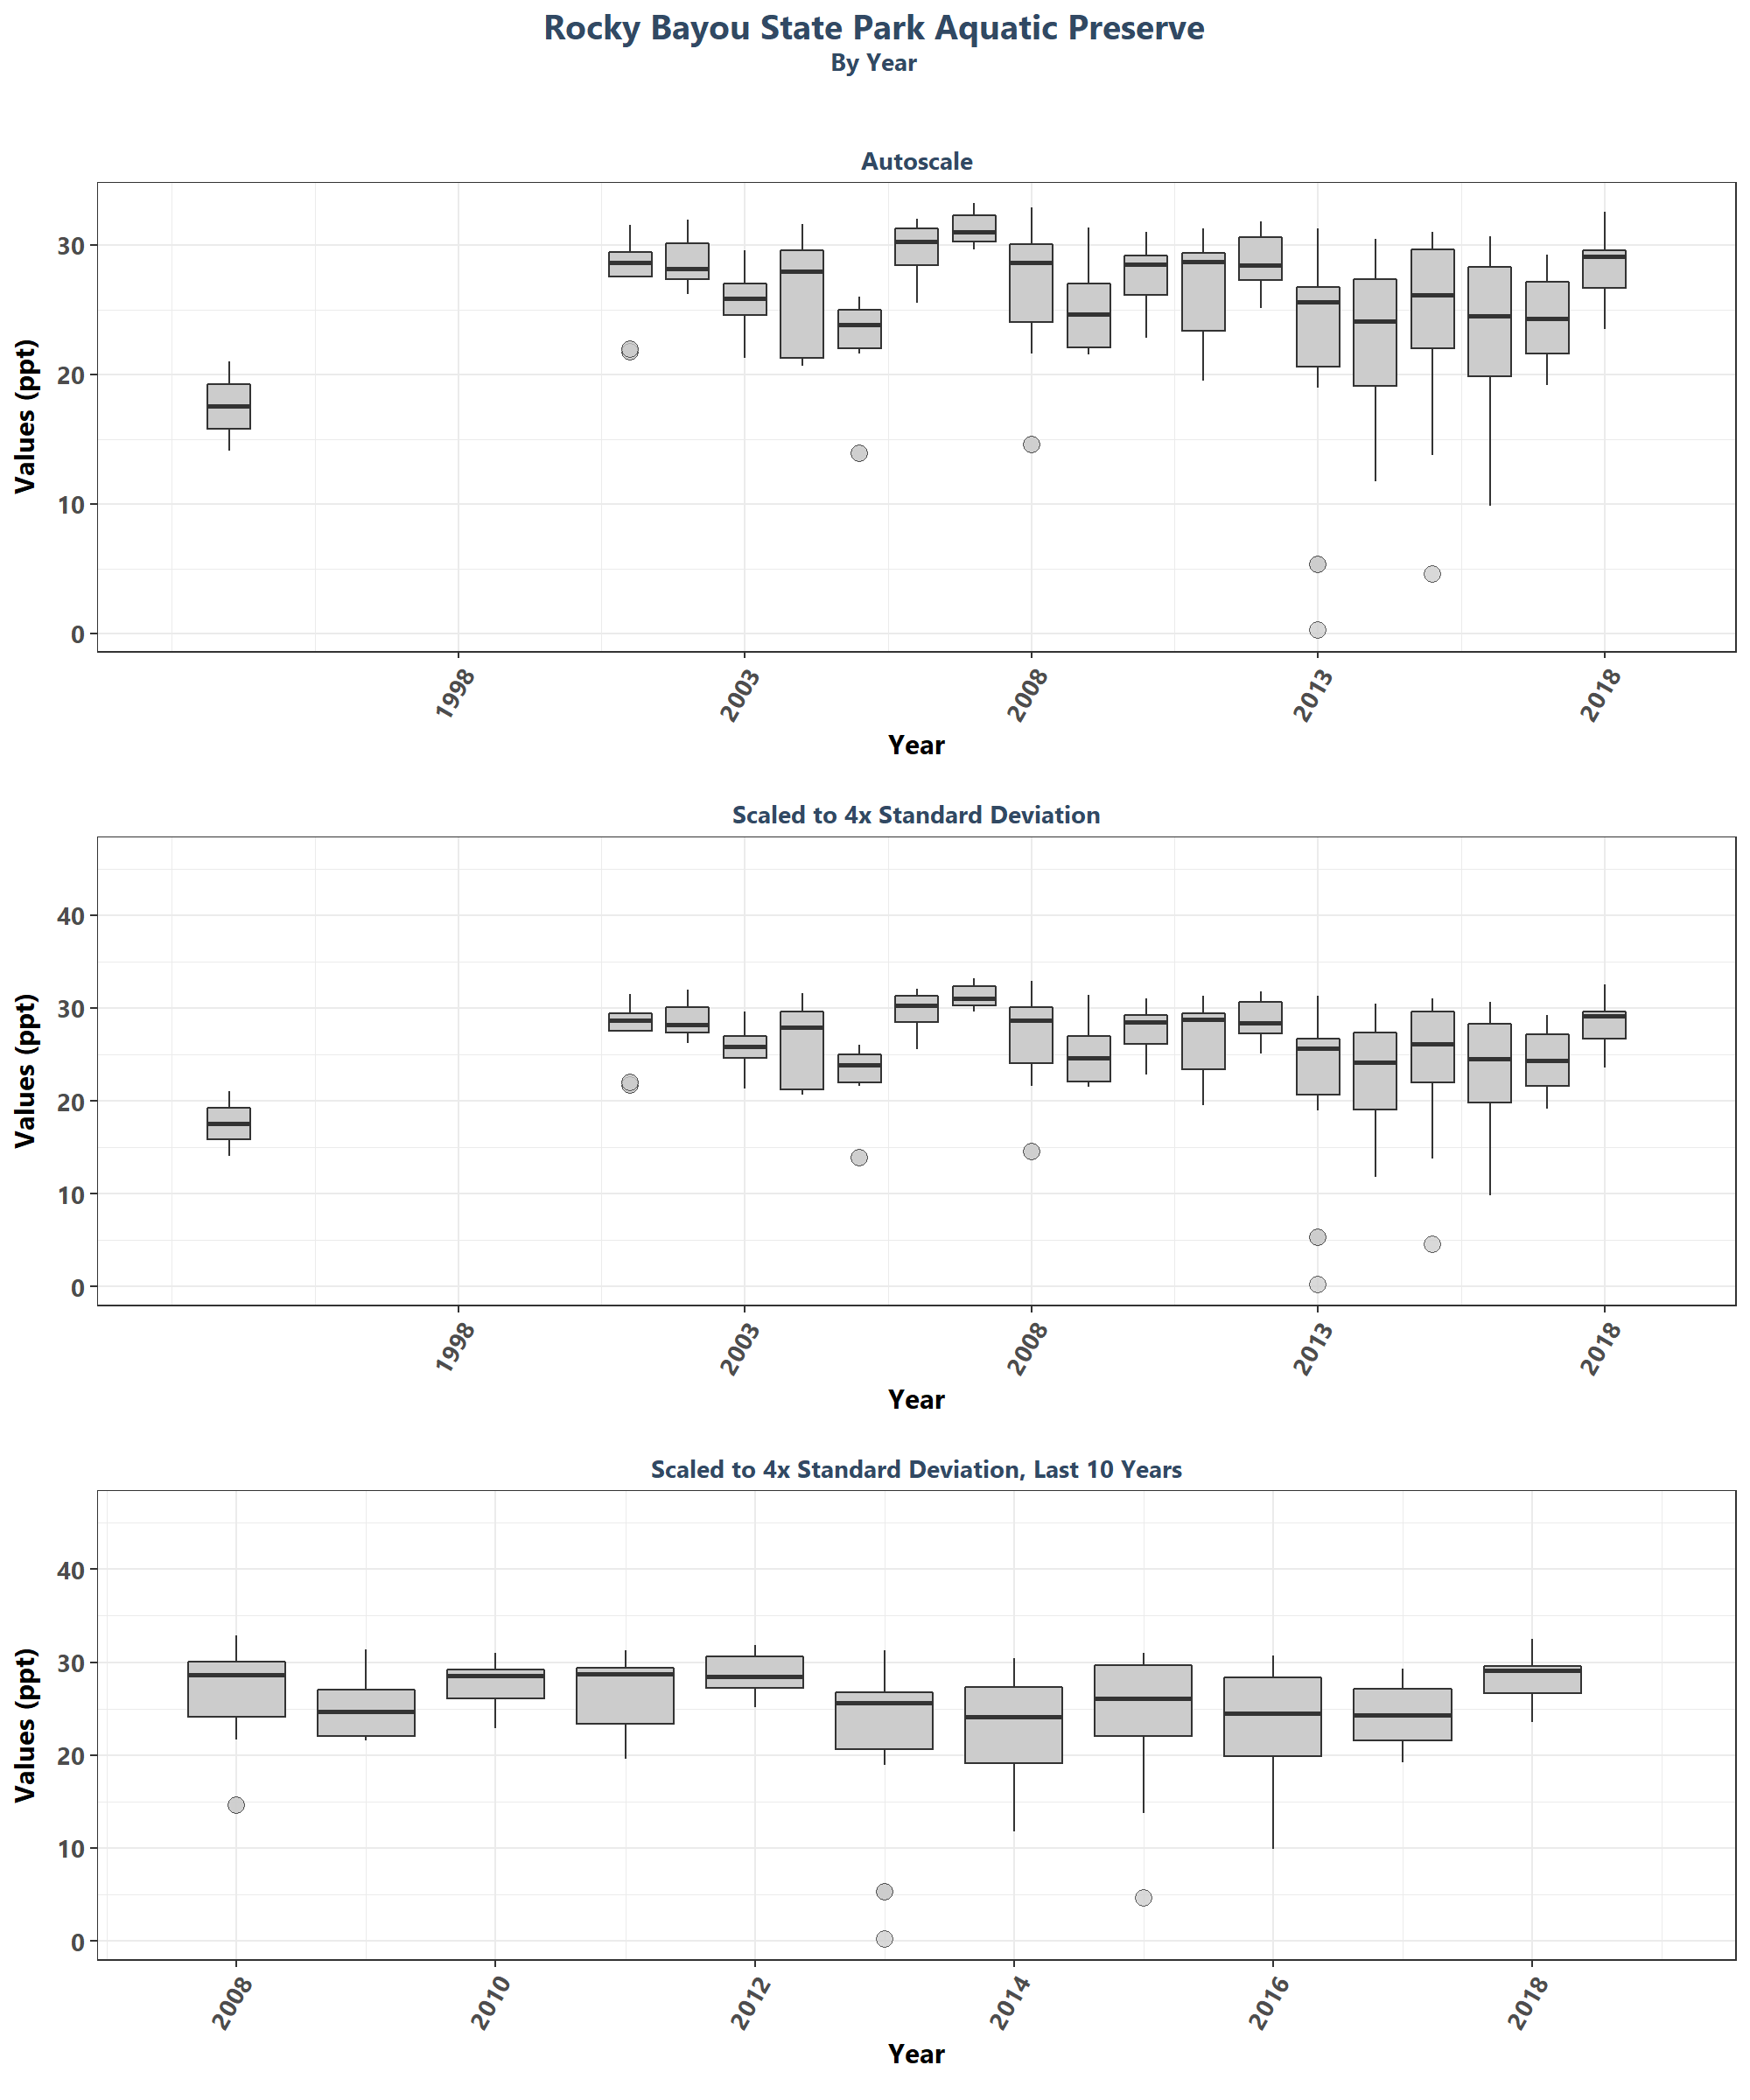 Rocky Bayou State Park Aquatic Preserve
By Year
Autoscale
Values (ppt)
30
20
10
0
1998
2003
2008
2013
2018
Year
Scaled to 4x Standard Deviation
Values (ppt)
40
30
20
10
0
1998
2003
2008
2013
2018
Year
Scaled to 4x Standard Deviation, Last 10 Years
Values (ppt)
40
30
20
10
0
2008
2010
2012
2014
2016
2018
Year